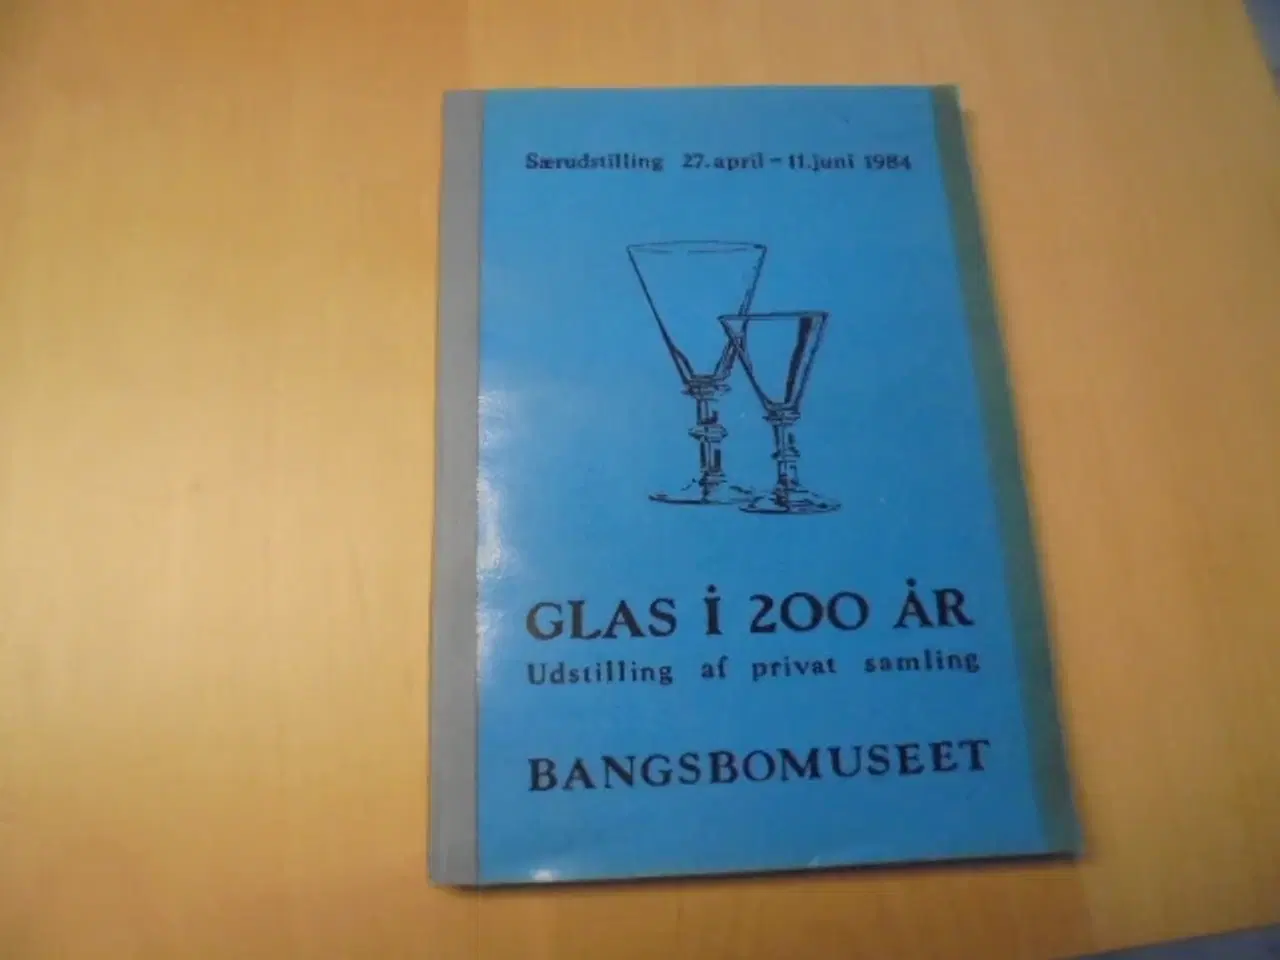 Særudstilling 27. april - 11. juni 1984
GLAS i 200 ÅR
Udstilling af privat samling
BANGSBOMUSEET